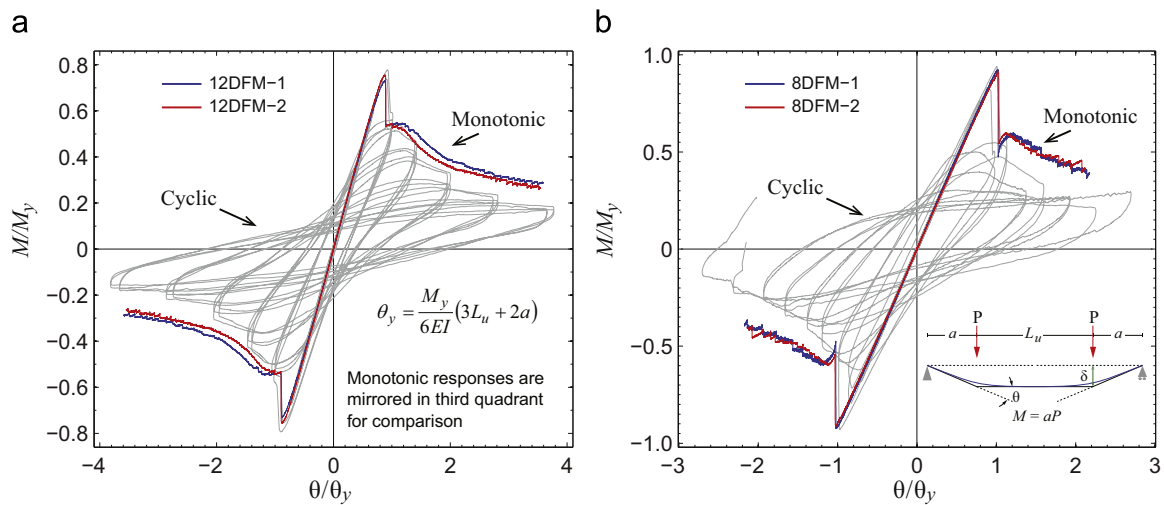 a
0.8
0.6
0.4
0.2
0
−0.2
−0.4
−0.6
−0.8
M/My
12DFM−1
12DFM−2
Monotonic
Cyclic
θy = My/6EI (3Lu + 2a)
Monotonic responses are
mirrored in third quadrant
for comparison
−4 −2 0 2 4
θ/θy
b
1.0
0.5
0
−0.5
−1.0
M/My
8DFM−1
8DFM−2
Monotonic
Cyclic
P P
a Lu a
δ
θ
M = aP
−3 −2 −1 0 1 2 3
θ/θy